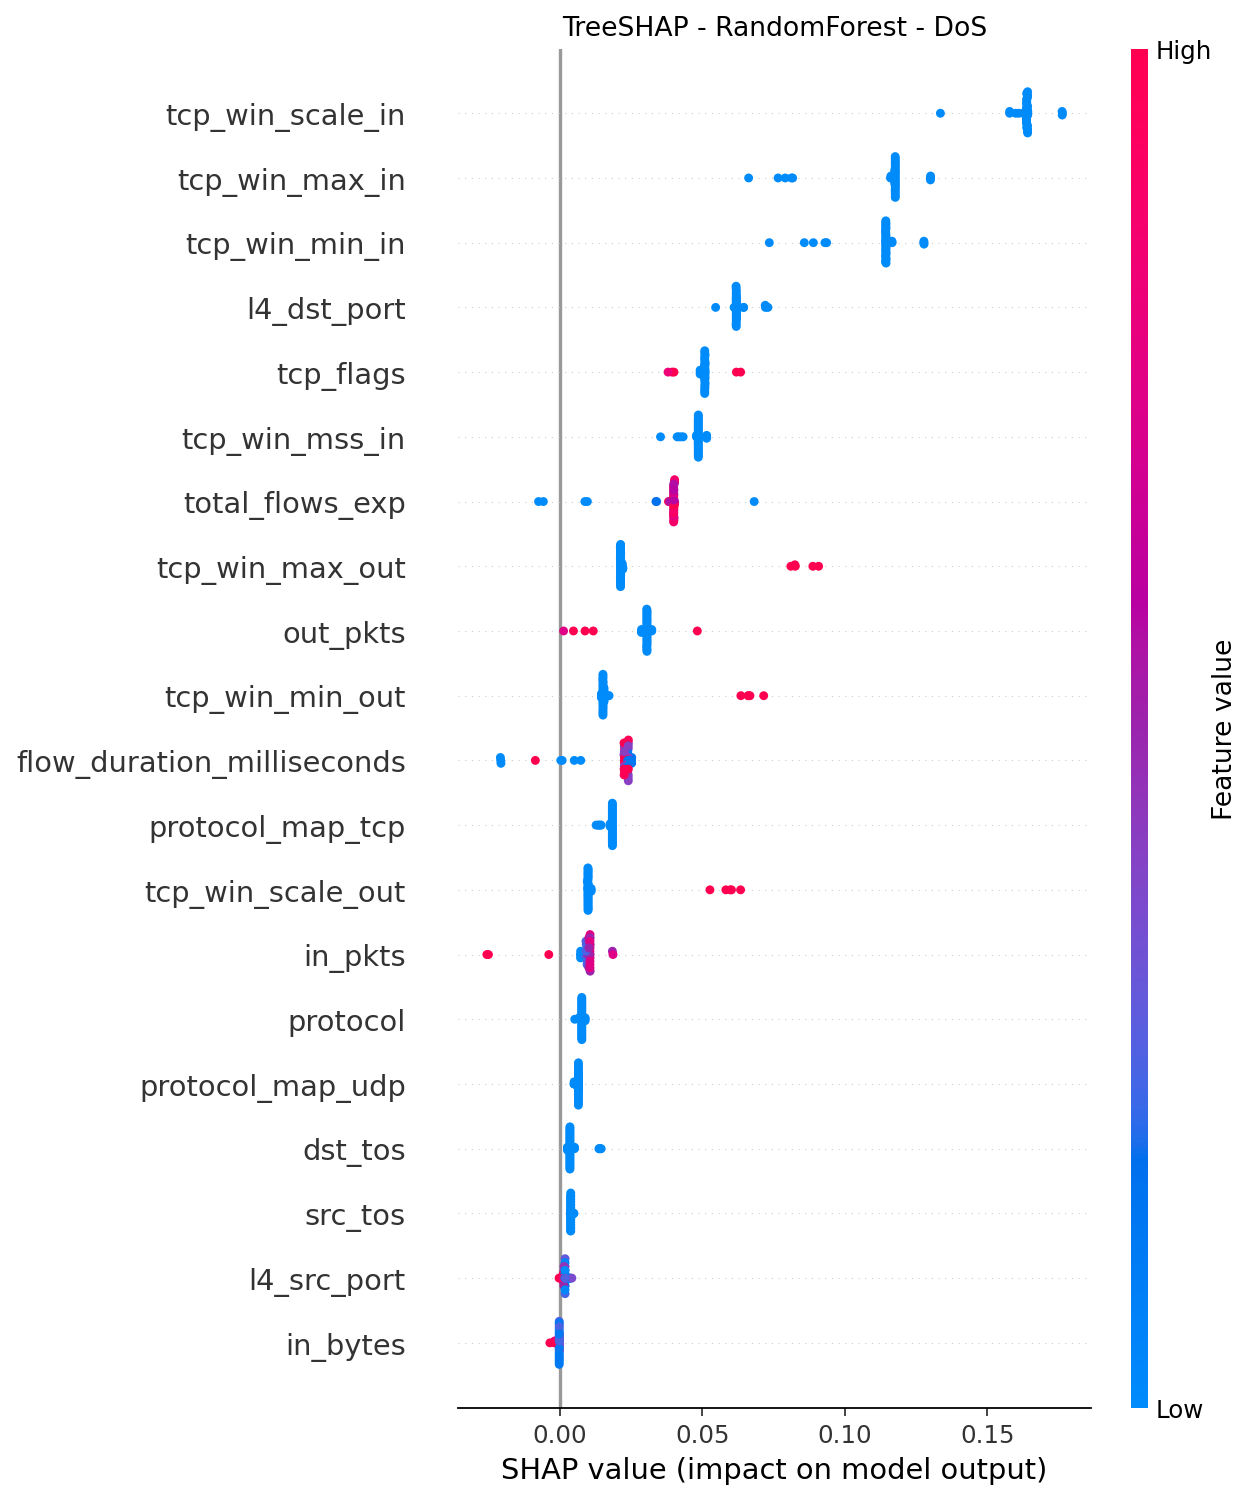 TreeSHAP - RandomForest - DoS
High
tcp_win_scale_in
tcp_win_max_in
tcp_win_min_in
l4_dst_port
tcp_flags
tcp_win_mss_in
total_flows_exp
tcp_win_max_out
out_pkts
tcp_win_min_out
flow_duration_milliseconds
protocol_map_tcp
tcp_win_scale_out
in_pkts
protocol
protocol_map_udp
dst_tos
src_tos
l4_src_port
in_bytes
Feature value
Low
0.00 0.05 0.10 0.15
SHAP value (impact on model output)